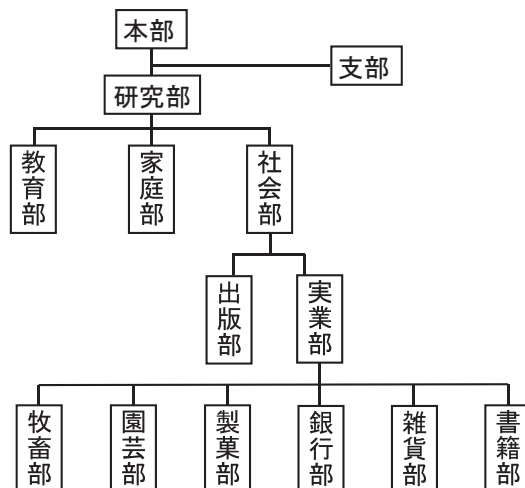 本部
支部
研究部
教育部
家庭部
社会部
出版部
実業部
牧畜部
園芸部
製菓部
銀行部
雑貨部
書籍部